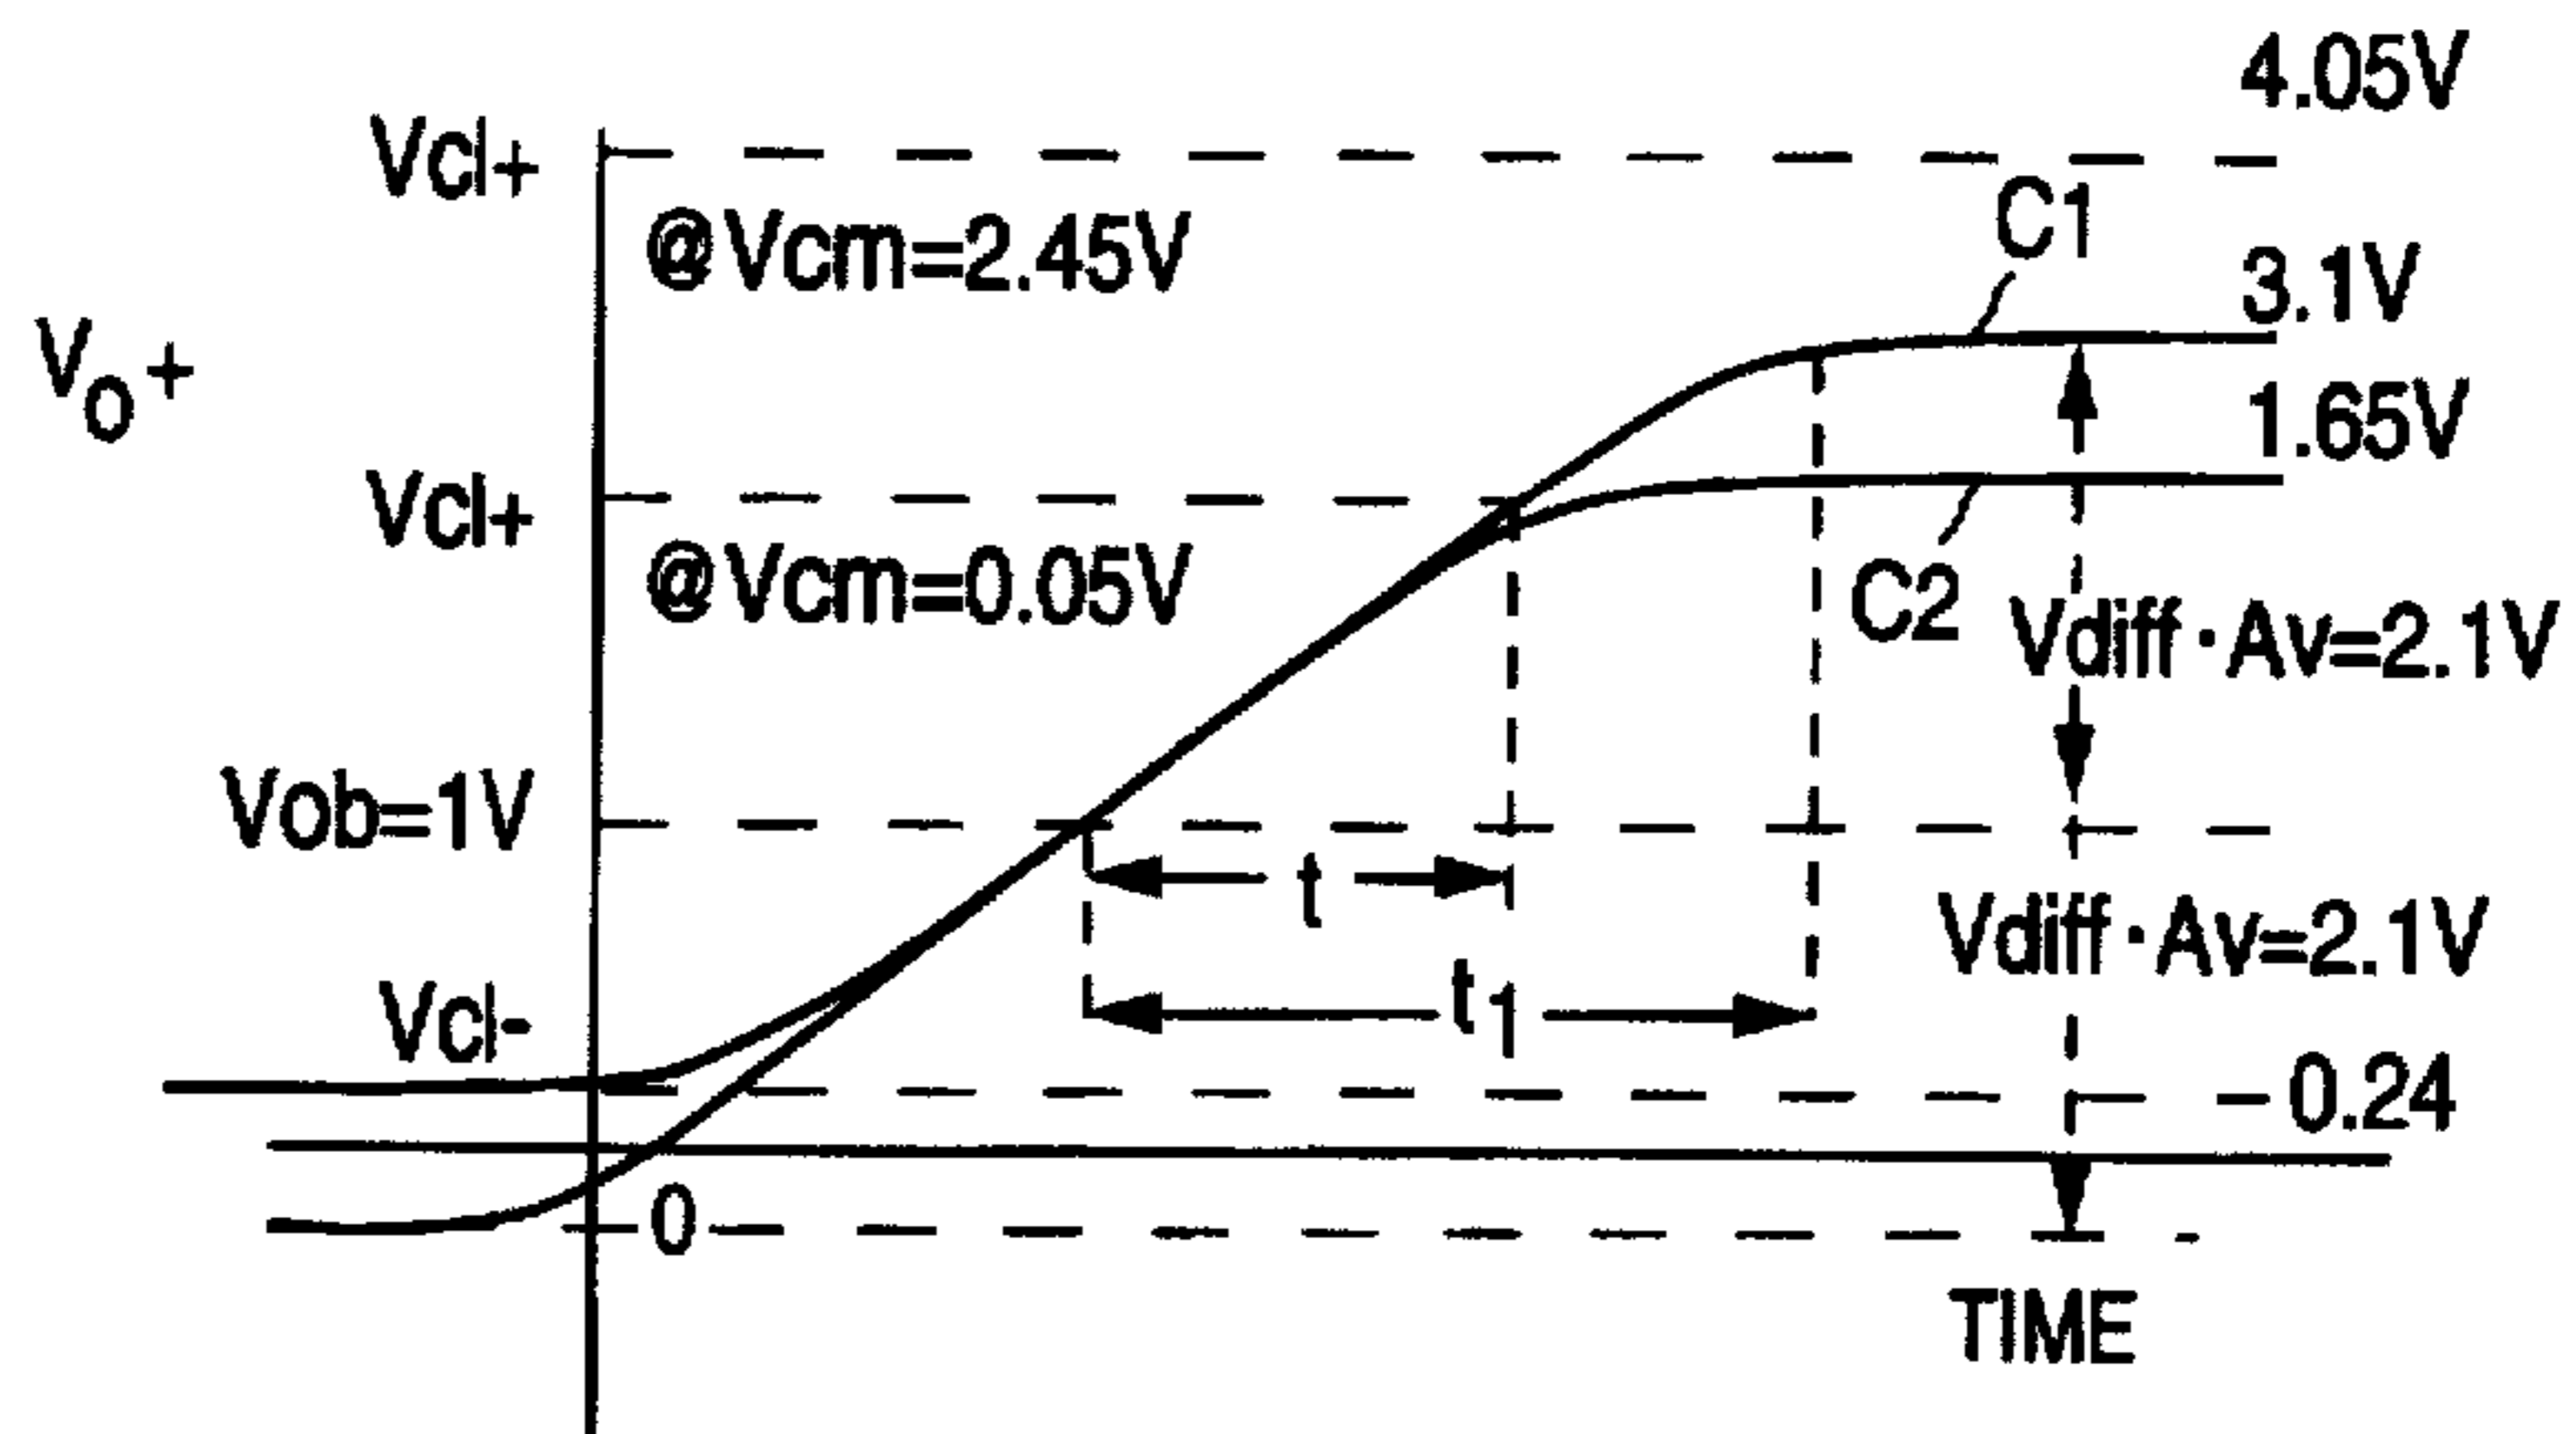 4.05V
Vcl+
@Vcm=2.45V
C1
3.1V
Vo+
1.65V
Vcl+
@Vcm=0.05V
C2
Vdiff·Av=2.1V
Vob=1V
t
Vdiff·Av=2.1V
t1
Vcl-
-0.24
0
TIME